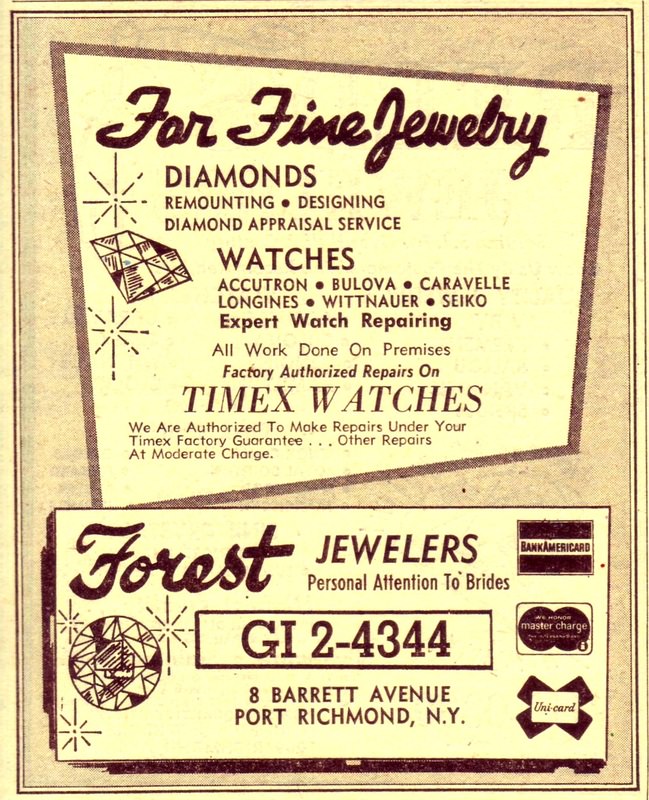 For Fine Jewelry
DIAMONDS
REMOUNTING • DESIGNING
DIAMOND APPRAISAL SERVICE
WATCHES
ACCUTRON • BULOVA • CARAVELLE
LONGINES • WITTNAUER • SEIKO
Expert Watch Repairing
All Work Done On Premises
Factory Authorized Repairs On
TIMEX WATCHES
We Are Authorized To Make Repairs Under Your
Timex Factory Guarantee . . . Other Repairs
At Moderate Charge.
Forest JEWELERS
Personal Attention To Brides
GI 2-4344
8 BARRETT AVENUE
PORT RICHMOND, N.Y.
BANKAMERICARD
WE HONOR
master charge
Uni-card